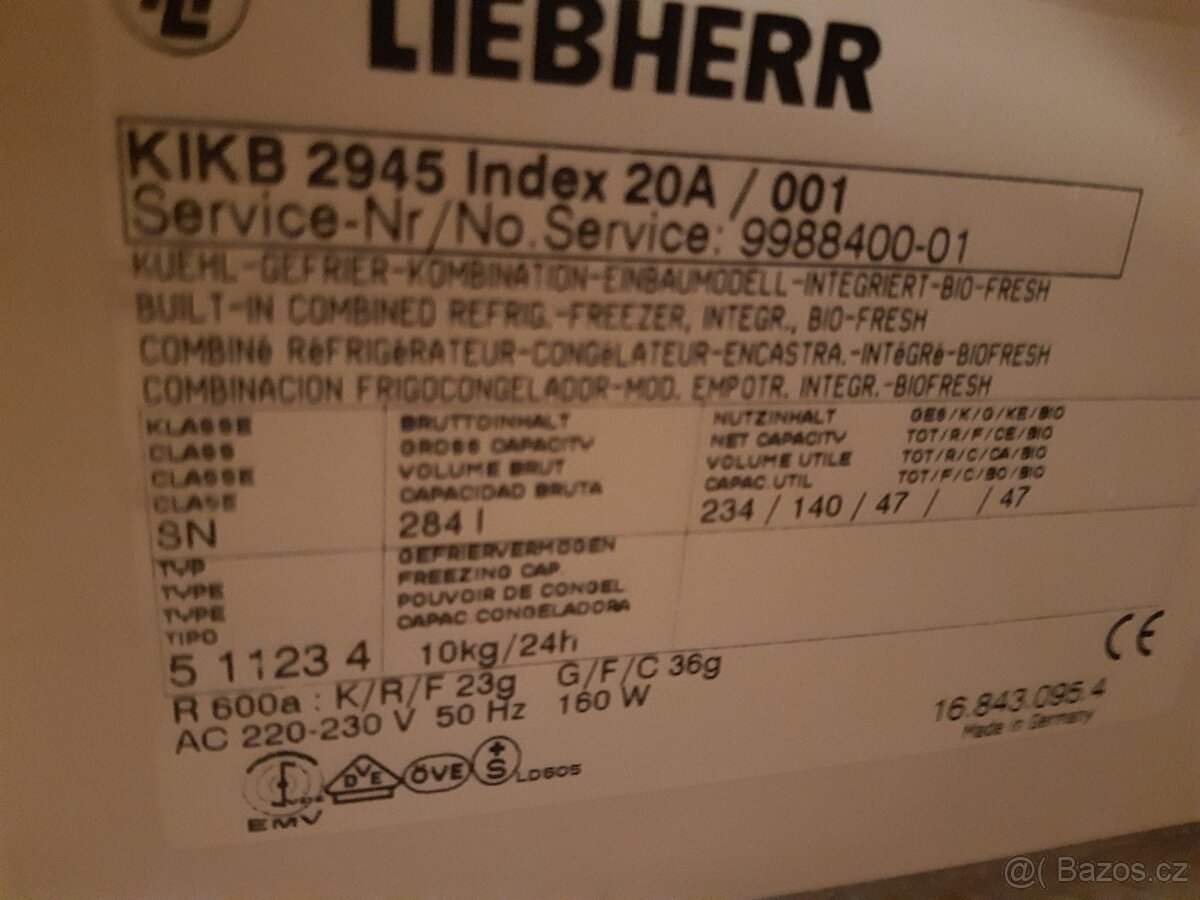 LIEBHERR
KIKB 2945 Index 20A / 001
Service-Nr/No.Service: 9988400-01
KUEHL-GEFRIER-KOMBINATION-EINBAUMODELL-INTEGRIERT-BIO-FRESH
BUILT-IN COMBINED REFRIG.-FREEZER, INTEGR., BIO-FRESH
COMBINé RéFRIGéRATEUR-CONGéLATEUR-ENCASTRA.-INTéGRé-BIOFRESH
COMBINACION FRIGOCONGELADOR-MOD. EMPOTR. INTEGR.-BIOFRESH
KLASSE
CLASS
CLASSE
CLASE
SN
BRUTTOINHALT
GROSS CAPACITY
VOLUME BRUT
CAPACIDAD BRUTA
284 l
NUTZINHALT GES/K/G/KE/BIO
NET CAPACITY TOT/R/F/CE/BIO
VOLUME UTILE TOT/R/C/CA/BIO
CAPAC.UTIL TOT/F/C/BO/BIO
234 / 140 / 47 / / 47
TYP
TYPE
TYPE
TIPO
5 1123 4
GEFRIERVERMÖGEN
FREEZING CAP.
POUVOIR DE CONGEL
CAPAC.CONGELADORA
10kg/24h
R 600a : K/R/F 23g G/F/C 36g
AC 220-230 V 50 Hz 160 W
CE
16.843.095.4
Made in Germany
VDE
EMV
DVE
ÖVE
+
S
LD605
@( Bazos.cz